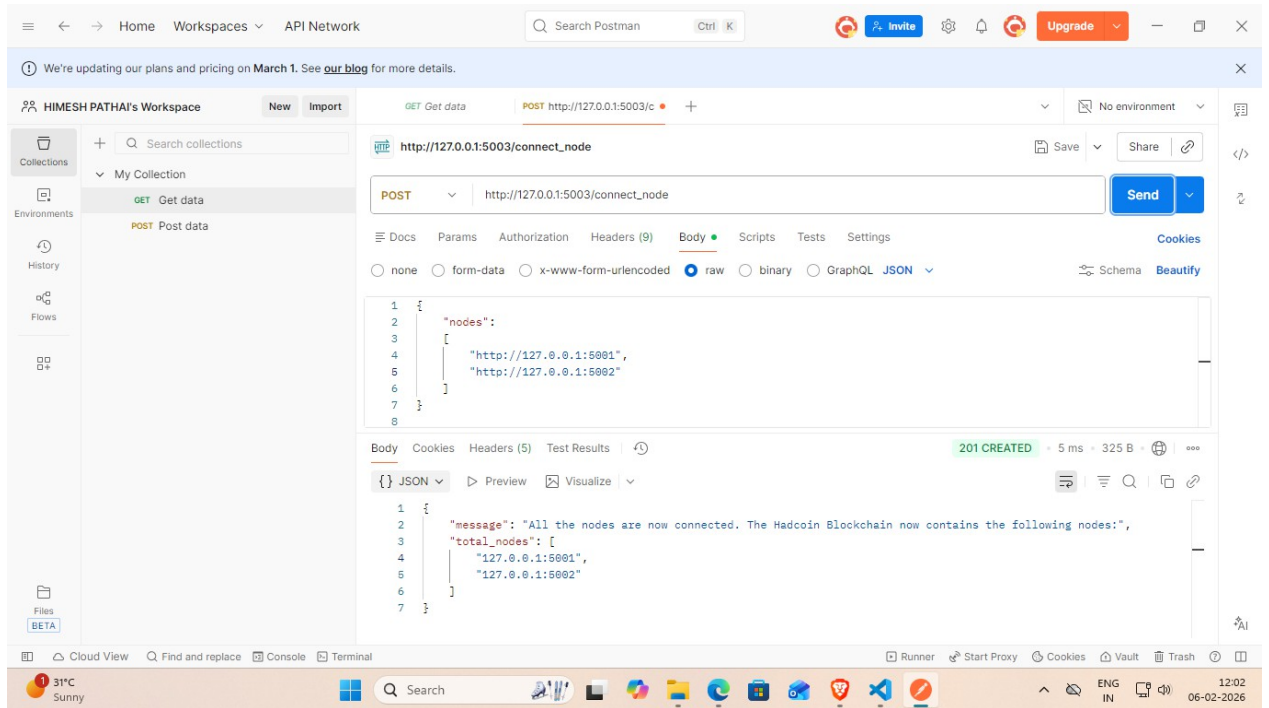 Home Workspaces API Network Search Postman Ctrl K Invite Upgrade
We're updating our plans and pricing on March 1. See our blog for more details.
HIMESH PATHAI's Workspace New Import GET Get data POST http://127.0.0.1:5003/c No environment
Collections
Search collections
My Collection
GET Get data
POST Post data
Environments
History
Flows
Files
BETA
HTTP http://127.0.0.1:5003/connect_node Save Share
POST http://127.0.0.1:5003/connect_node Send
Docs Params Authorization Headers (9) Body Scripts Tests Settings Cookies
none form-data x-www-form-urlencoded raw binary GraphQL JSON Schema Beautify
1 {
2 "nodes":
3 [
4 "http://127.0.0.1:5001",
5 "http://127.0.0.1:5002"
6 ]
7 }
8
Body Cookies Headers (5) Test Results 201 CREATED 5 ms 325 B
{} JSON Preview Visualize
1 {
2 "message": "All the nodes are now connected. The Hadcoin Blockchain now contains the following nodes:",
3 "total_nodes": [
4 "127.0.0.1:5001",
5 "127.0.0.1:5002"
6 ]
7 }
AI
Cloud View Find and replace Console Terminal Runner Start Proxy Cookies Vault Trash
1 31°C
Sunny
Search
ENG
IN
12:02
06-02-2026